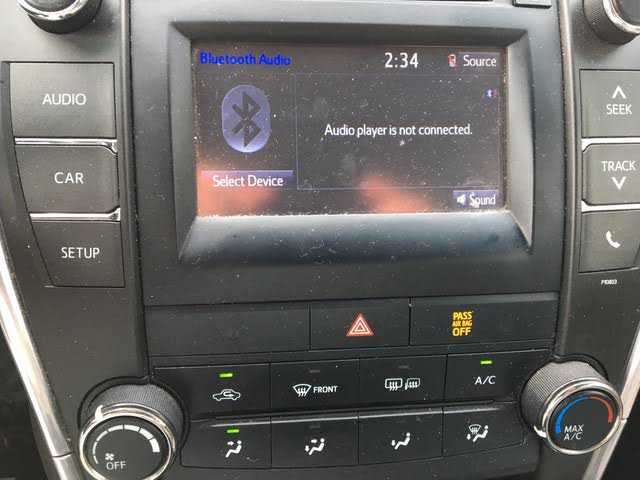 Bluetooth Audio
2:34
Source
AUDIO
SEEK
Audio player is not connected.
CAR
TRACK
Select Device
Sound
SETUP
P10803
PASS
AIR BAG
OFF
FRONT
A/C
OFF
MAX
A/C